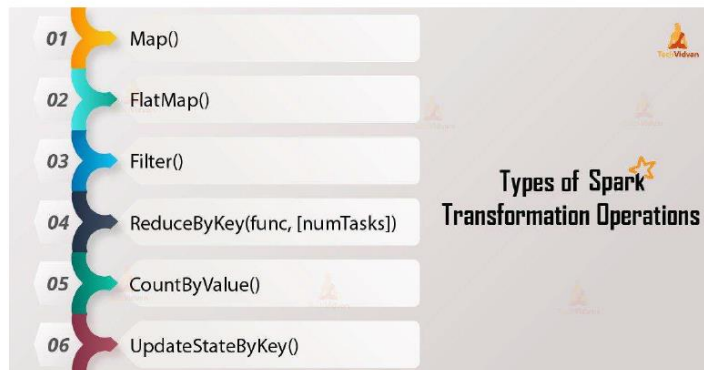 01 Map()
02 FlatMap()
03 Filter()
04 ReduceByKey(func, [numTasks])
05 CountByValue()
06 UpdateStateByKey()
TechVidvan
Types of Spark
Transformation Operations